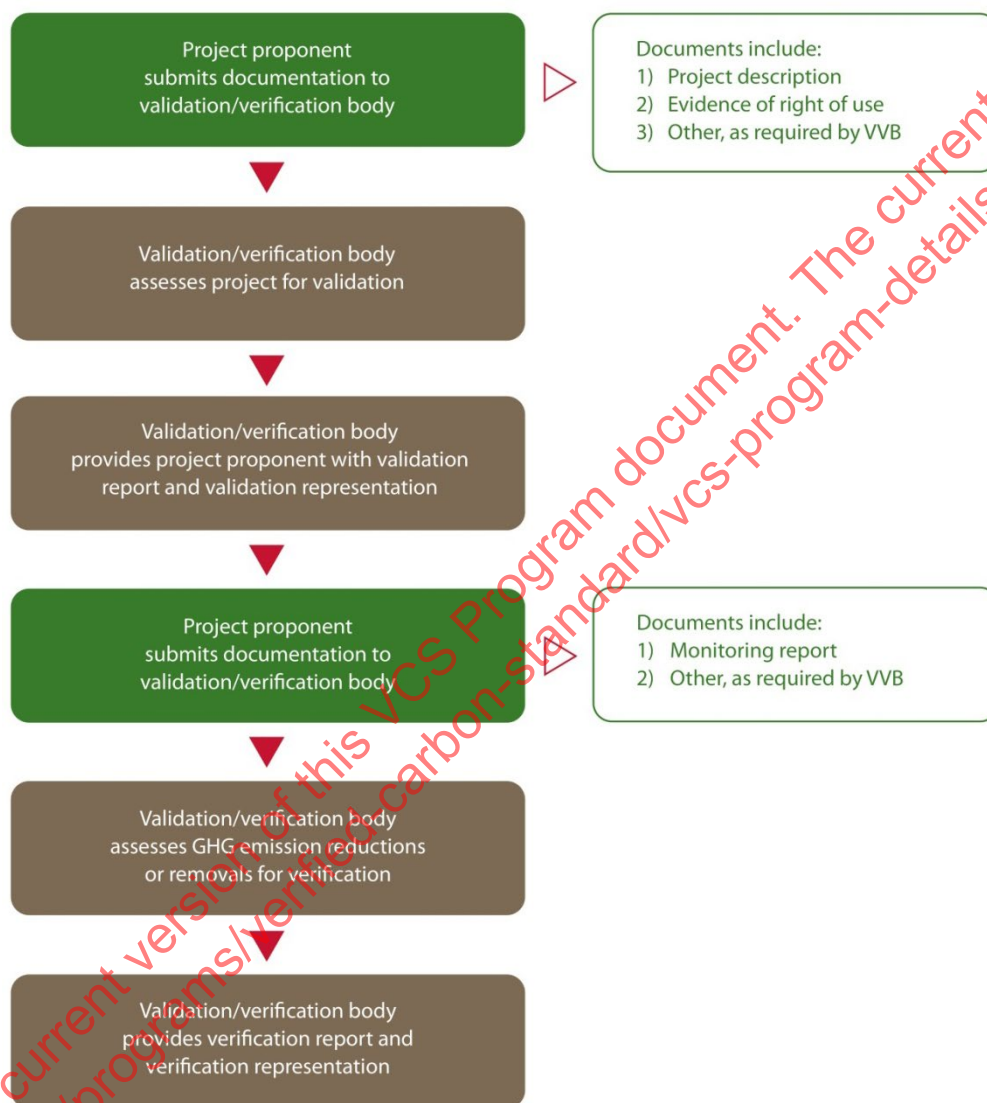 Project proponent
submits documentation to
validation/verification body
Documents include:
1) Project description
2) Evidence of right of use
3) Other, as required by VVB
Validation/verification body
assesses project for validation
Validation/verification body
provides project proponent with validation
report and validation representation
Project proponent
submits documentation to
validation/verification body
Documents include:
1) Monitoring report
2) Other, as required by VVB
Validation/verification body
assesses GHG emission reductions
or removals for verification
Validation/verification body
provides verification report and
verification representation
current version of this VCS Program document. The current
/programs/verified-carbon-standard/vcs-program-details